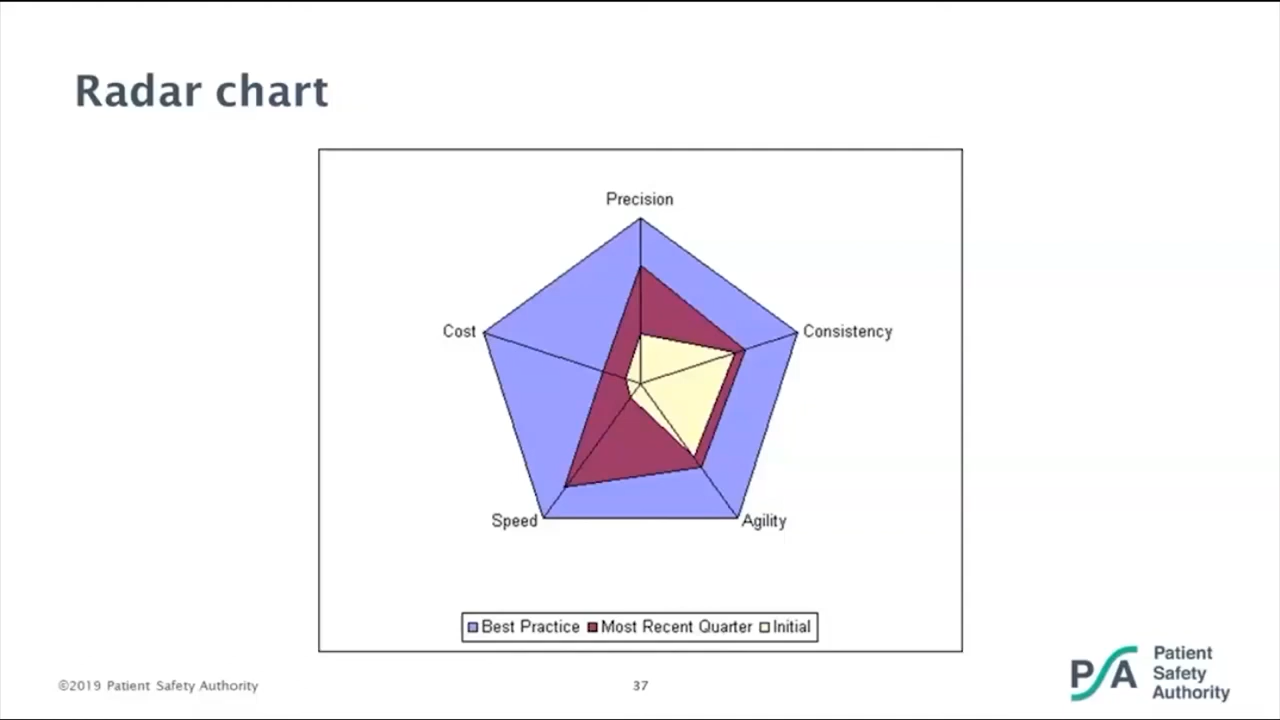 Radar chart
Precision
Cost
Consistency
Speed
Agility
Best Practice Most Recent Quarter Initial
©2019 Patient Safety Authority
37
PSA
Patient
Safety
Authority